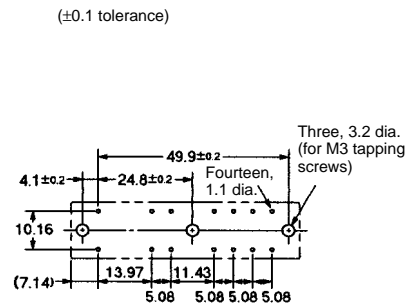 (±0.1 tolerance)
Three, 3.2 dia.
(for M3 tapping
screws)
49.9±0.2
4.1±0.2
24.8±0.2
Fourteen,
1.1 dia.
10.16
(7.14)
13.97
11.43
5.08
5.08
5.08
5.08